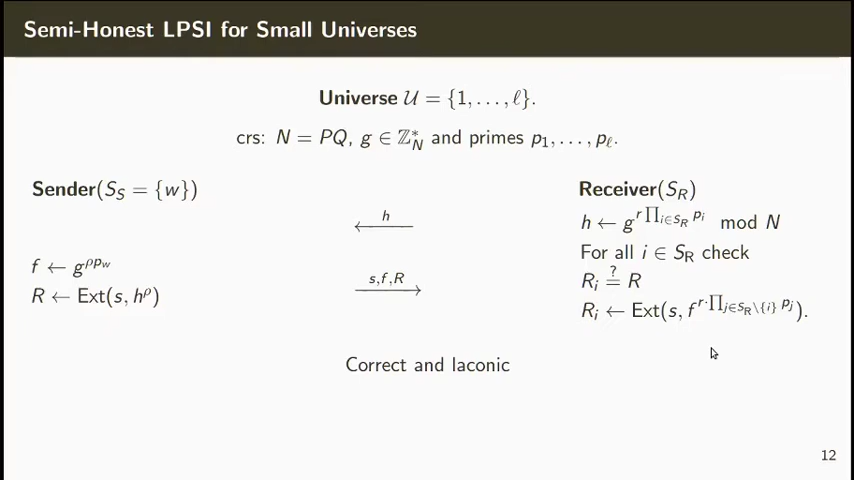 Semi-Honest LPSI for Small Universes
Universe 𝒰 = {1, . . . , ℓ}.
crs: N = PQ, g ∈ ℤ*_N and primes p_1, . . . , p_ℓ.
Sender(S_S = {w})
Receiver(S_R)
h
h ← g^{r ∏_{i∈S_R} p_i} mod N
For all i ∈ S_R check
f ← g^{ρp_w}
s,f,R
R_i ≟ R
R ← Ext(s, h^ρ)
R_i ← Ext(s, f^{r·∏_{j∈S_R\{i}} p_j}).
Correct and laconic
12